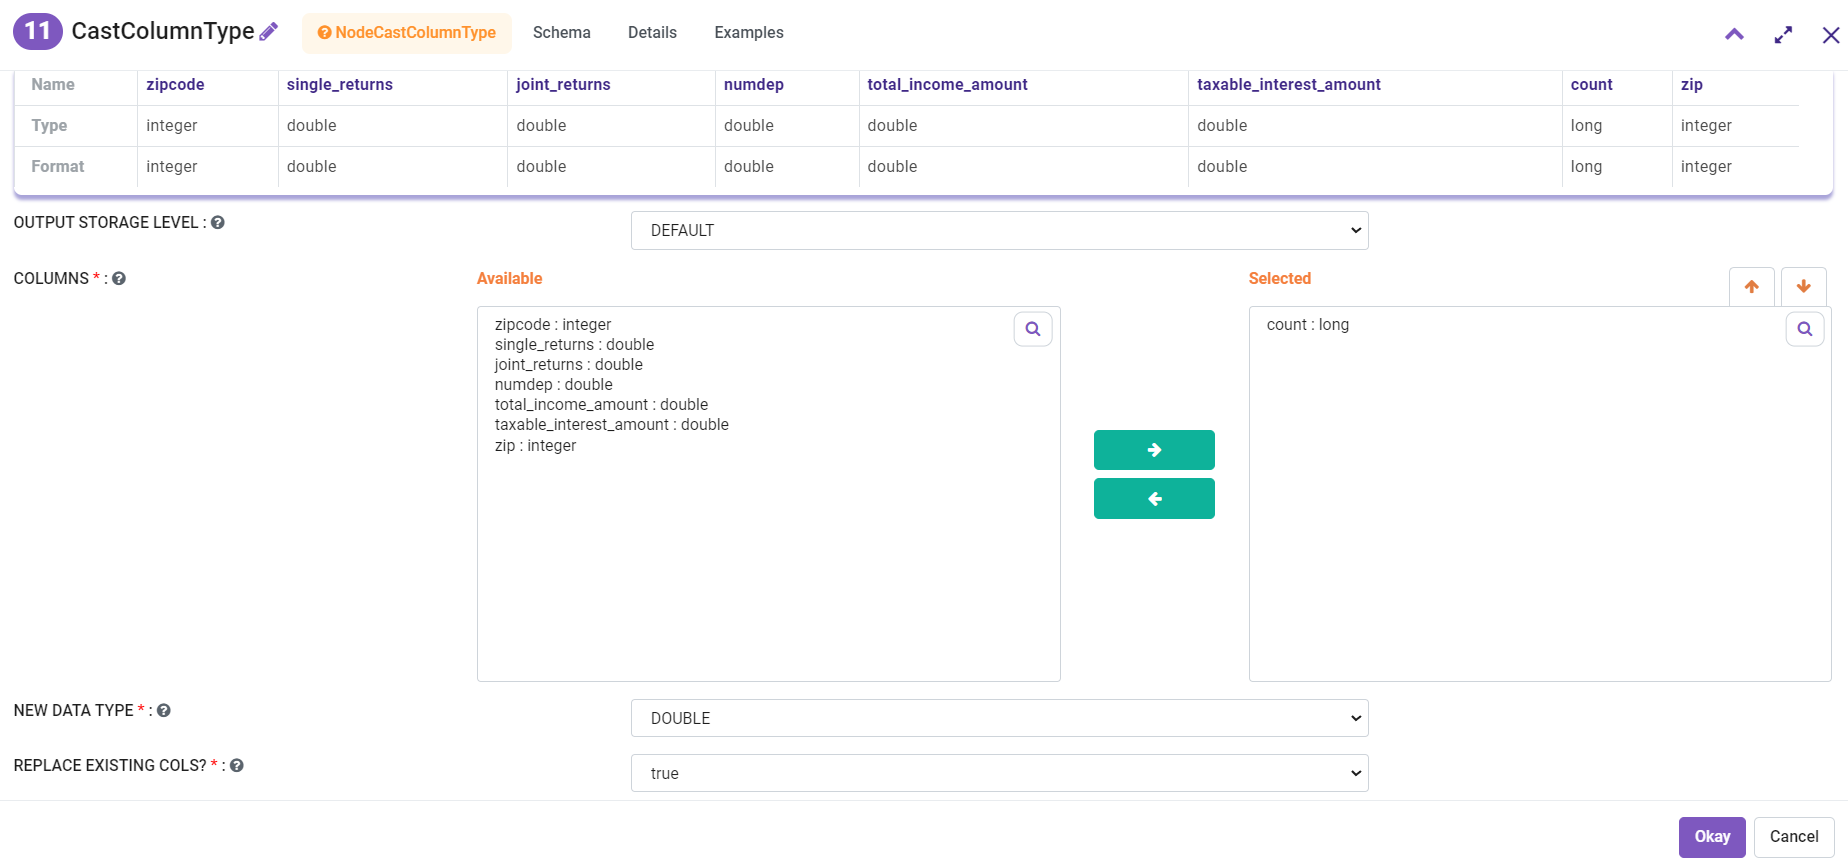 11 CastColumnType NodeCastColumnType Schema Details Examples
Name zipcode single_returns joint_returns numdep total_income_amount taxable_interest_amount count zip
Type integer double double double double double long integer
Format integer double double double double double long integer
OUTPUT STORAGE LEVEL : DEFAULT
COLUMNS * : Available Selected
zipcode : integer
single_returns : double
joint_returns : double
numdep : double
total_income_amount : double
taxable_interest_amount : double
zip : integer
count : long
NEW DATA TYPE * : DOUBLE
REPLACE EXISTING COLS? * : true
Okay Cancel